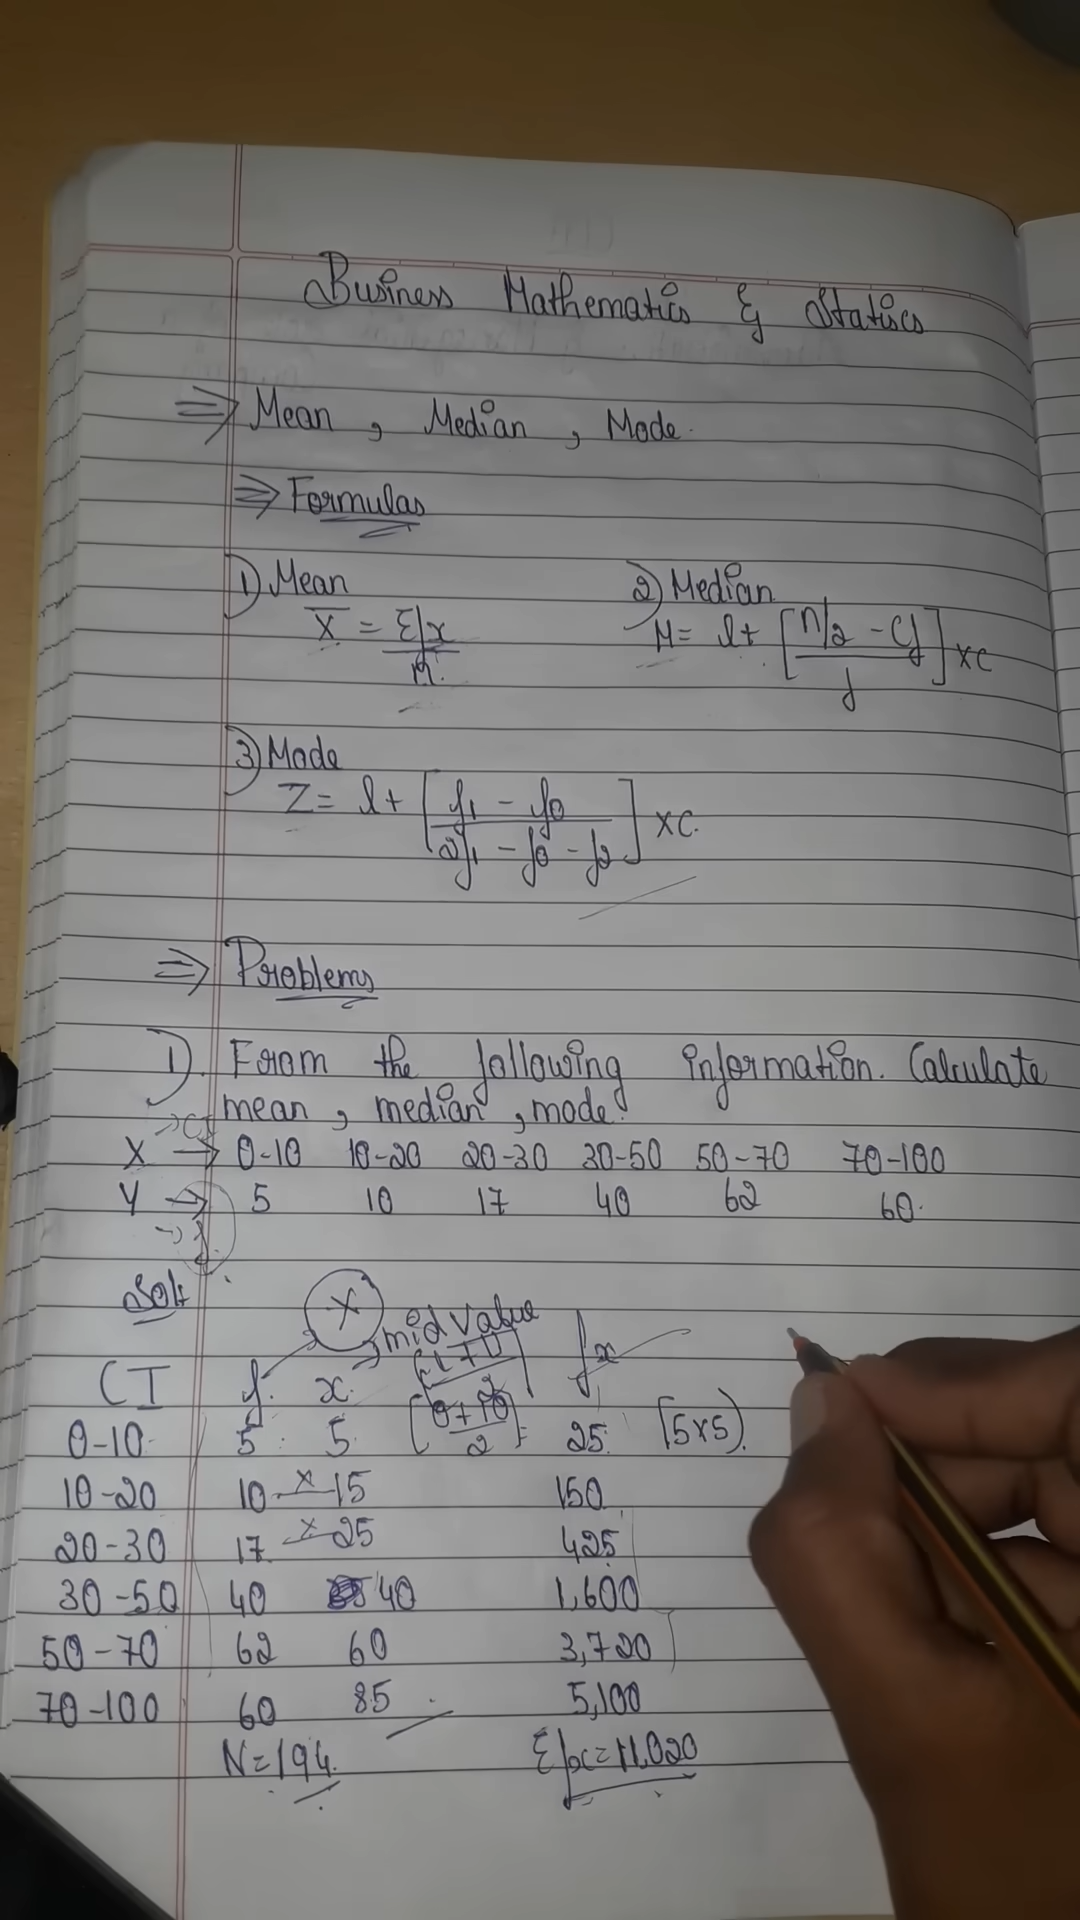 Business Mathematics & Statiscs
⇒ Mean, Median, Mode.
⇒ Formulas
1) Mean
X̅ = Σfx / n
2) Median
M = l + [n/2 - Cf / f] × C
3) Mode
Z = l + [f1 - f0 / 2f1 - f0 - f2] × C.
⇒ Problems
1). From the following information. Calculate
mean, median, mode.
→ CI
X → 0-10 10-20 20-30 30-50 50-70 70-100
Y → 5 10 17 40 62 60.
→ f.
Sol:
X
mid value
CI f. x. [0+10 / 2] fx
0-10 5 5 25 [5×5]
10-20 10 × 15 150
20-30 17 × 25 425
30-50 40 40 1,600
50-70 62 60 3,720
70-100 60 85 5,100
N = 194. Σfx = 11,020